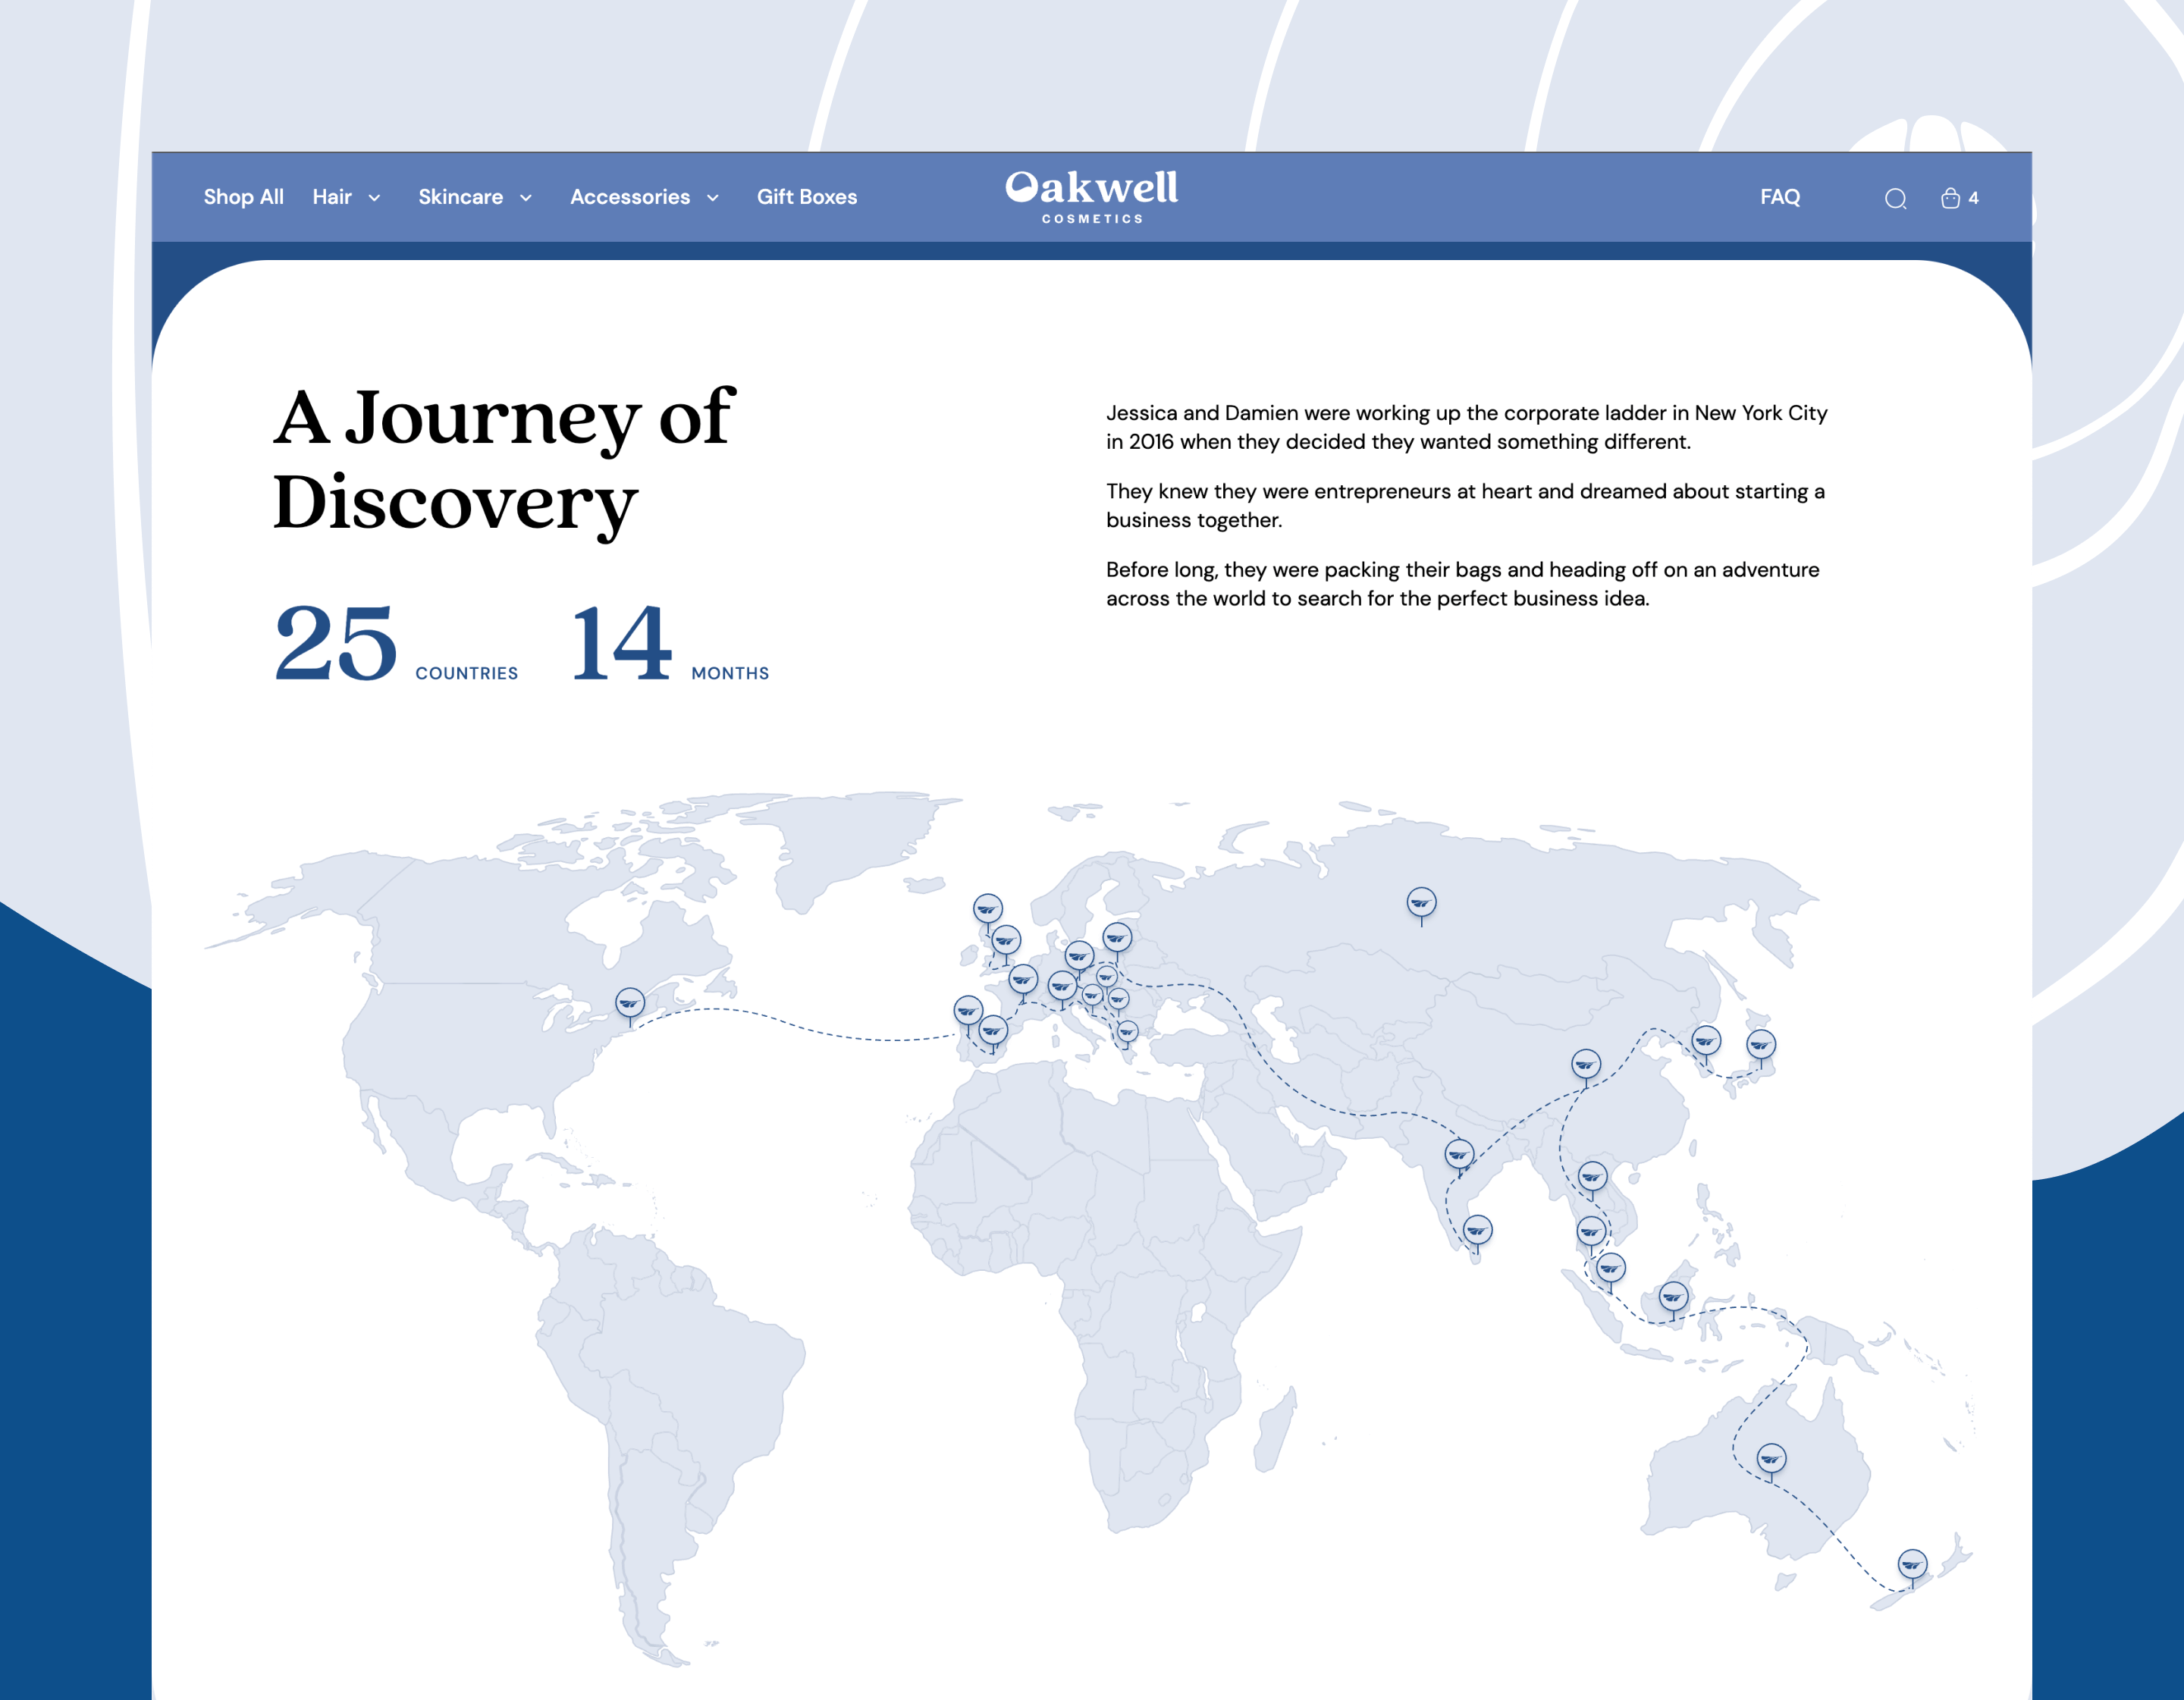 Shop All Hair Skincare Accessories Gift Boxes
Oakwell
COSMETICS
FAQ 4
A Journey of
Discovery
25 COUNTRIES 14 MONTHS
Jessica and Damien were working up the corporate ladder in New York City
in 2016 when they decided they wanted something different.
They knew they were entrepreneurs at heart and dreamed about starting a
business together.
Before long, they were packing their bags and heading off on an adventure
across the world to search for the perfect business idea.